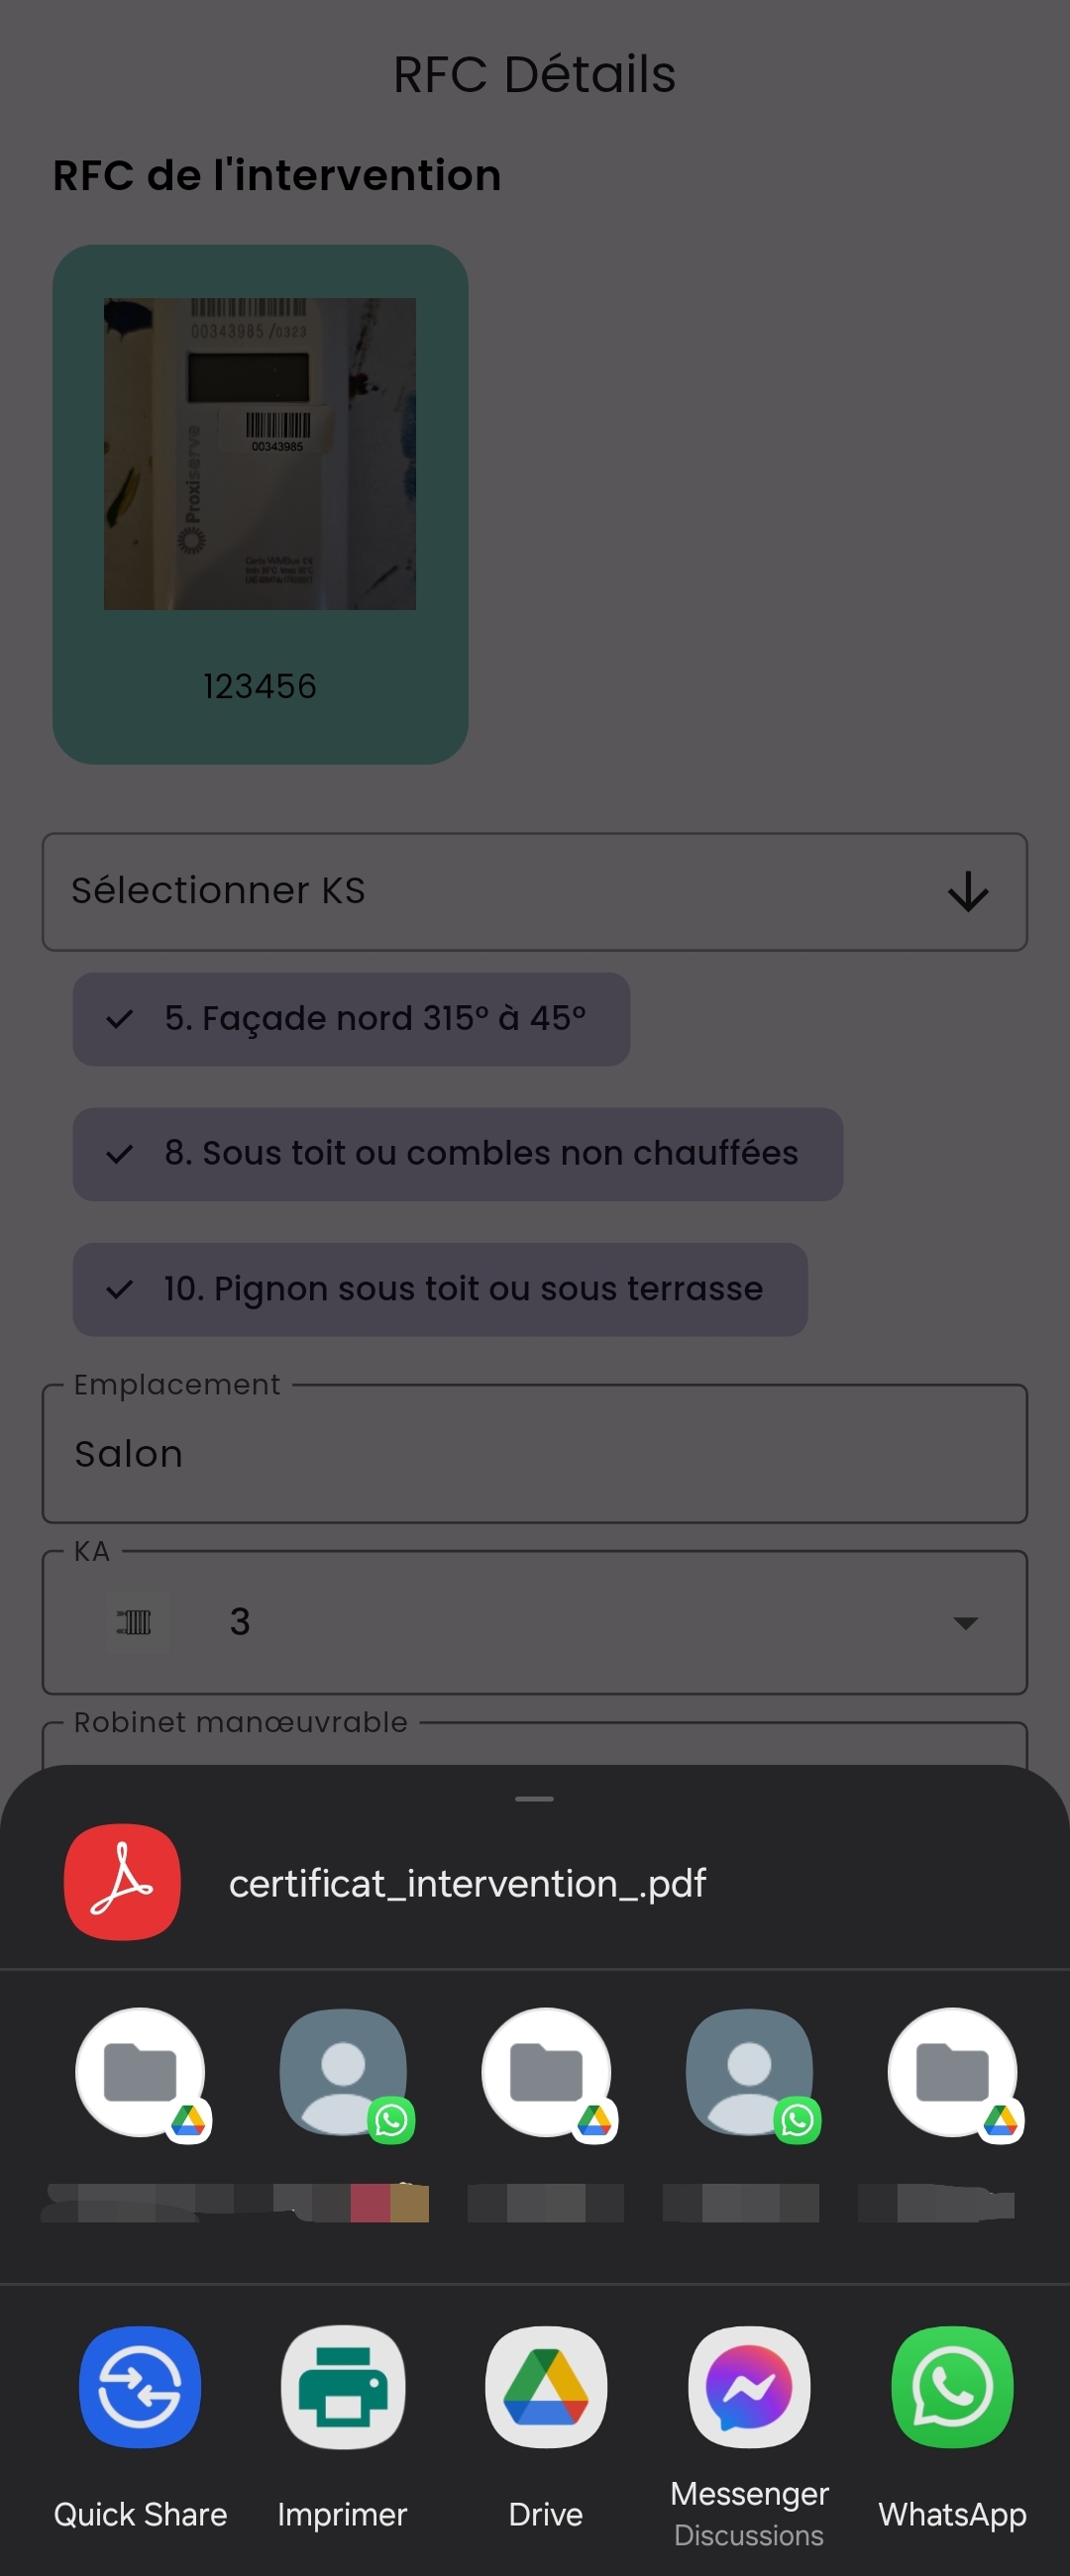 RFC Détails
RFC de l'intervention
00343985 /0323
00343985
Proxiserve
123456
Sélectionner KS
5. Façade nord 315° à 45°
8. Sous toit ou combles non chauffées
10. Pignon sous toit ou sous terrasse
Emplacement
Salon
KA
3
Robinet manœuvrable
certificat_intervention_.pdf
Quick Share
Imprimer
Drive
Messenger
Discussions
WhatsApp